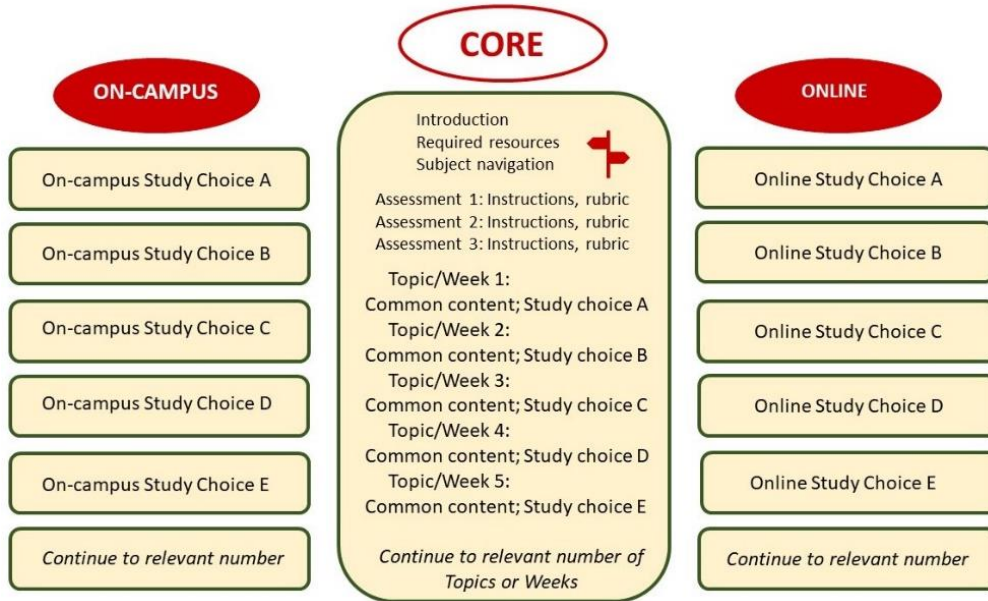 CORE
ON-CAMPUS
On-campus Study Choice A
On-campus Study Choice B
On-campus Study Choice C
On-campus Study Choice D
On-campus Study Choice E
Continue to relevant number
Introduction
Required resources
Subject navigation
Assessment 1: Instructions, rubric
Assessment 2: Instructions, rubric
Assessment 3: Instructions, rubric
Topic/Week 1:
Common content; Study choice A
Topic/Week 2:
Common content; Study choice B
Topic/Week 3:
Common content; Study choice C
Topic/Week 4:
Common content; Study choice D
Topic/Week 5:
Common content; Study choice E
Continue to relevant number of
Topics or Weeks
ONLINE
Online Study Choice A
Online Study Choice B
Online Study Choice C
Online Study Choice D
Online Study Choice E
Continue to relevant number